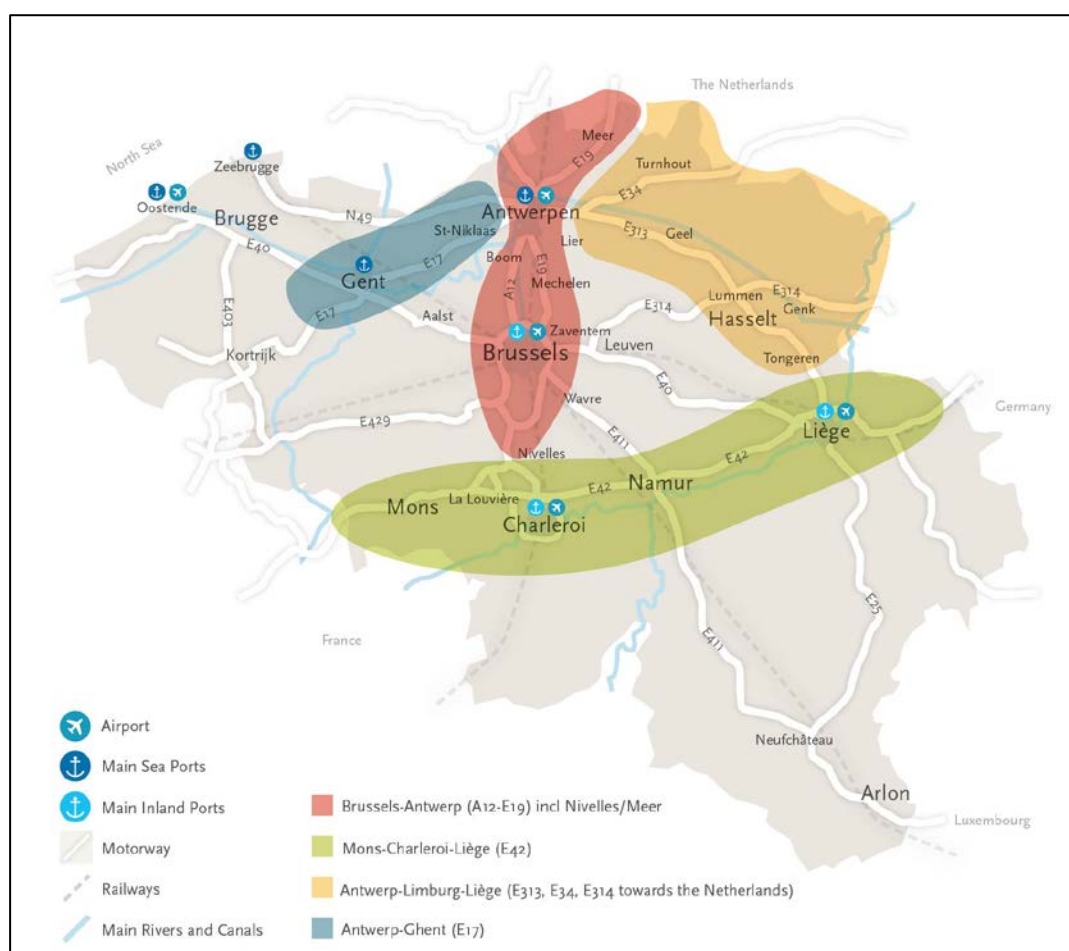 The Netherlands
North Sea
Meer
E19
Zeebrugge
Turnhout
E34
Oostende
Antwerpen
Brugge
N49
St-Niklaas
Lier
E313
Geel
E40
E17
Boom
E19
Gent
A12
Mechelen
E314
Lummen
E314
Genk
E403
E17
Aalst
Zaventem
Hasselt
Brussels
Leuven
Kortrijk
Tongeren
E40
Wavre
Germany
E429
E411
Liège
Nivelles
E42
Namur
La Louvière
E42
Mons
Charleroi
E25
France
E411
Airport
Neufchâteau
Main Sea Ports
Arlon
Main Inland Ports
Brussels-Antwerp (A12-E19) incl Nivelles/Meer
Luxembourg
Motorway
Mons-Charleroi-Liège (E42)
Railways
Antwerp-Limburg-Liège (E313, E34, E314 towards the Netherlands)
Main Rivers and Canals
Antwerp-Ghent (E17)